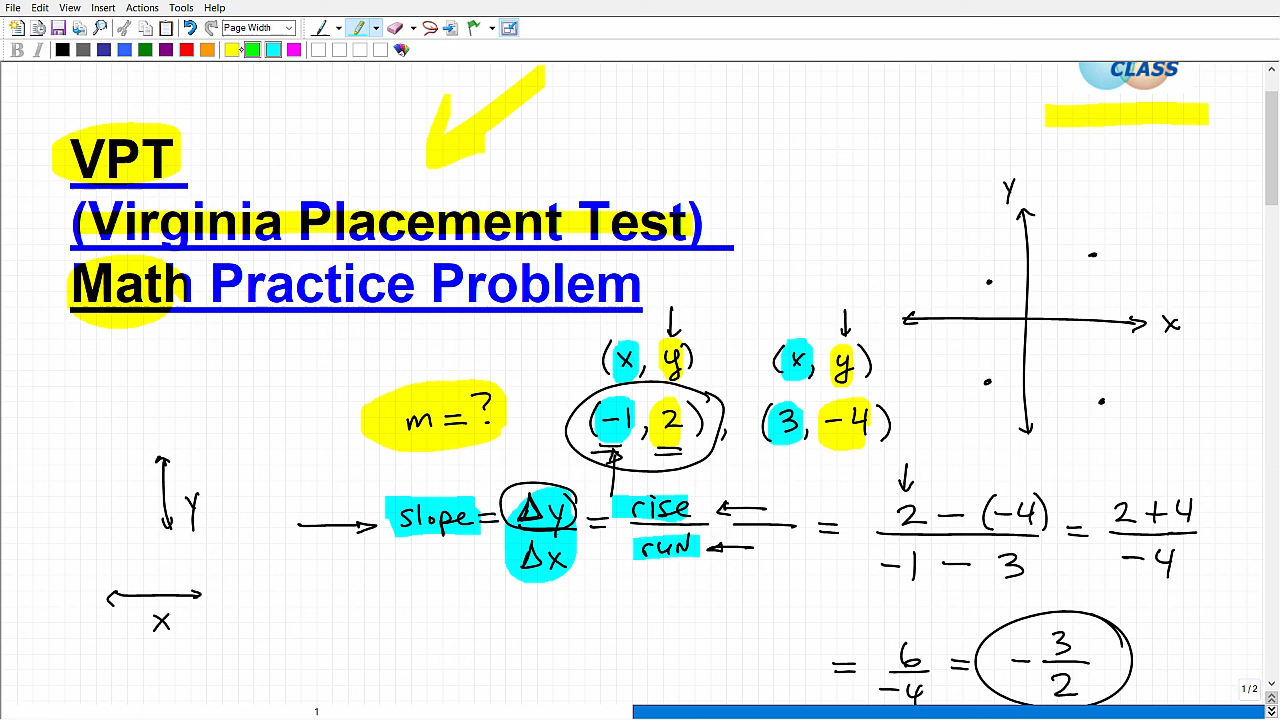 File Edit View Insert Actions Tools Help
Page Width
B I
CLASS
VPT
(Virginia Placement Test)
Math Practice Problem
Y
X
(x, y) (x, y)
m = ? (-1, 2), (3, -4)
Y
X
slope = Δy/Δx = rise/run = 2 - (-4)/-1 - 3 = 2+4/-4
= 6/-4 = -3/2
1/2
1